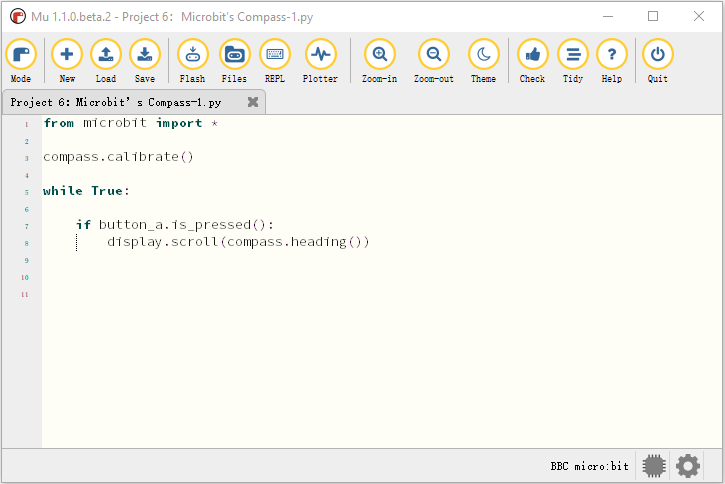 Mu 1.1.0.beta.2 - Project 6: Microbit's Compass-1.py
Mode New Load Save Flash Files REPL Plotter Zoom-in Zoom-out Theme Check Tidy Help Quit
Project 6: Microbit’s Compass-1.py
1 from microbit import *
2
3 compass.calibrate()
4
5 while True:
6
7 if button_a.is_pressed():
8 display.scroll(compass.heading())
9
10
11
BBC micro:bit